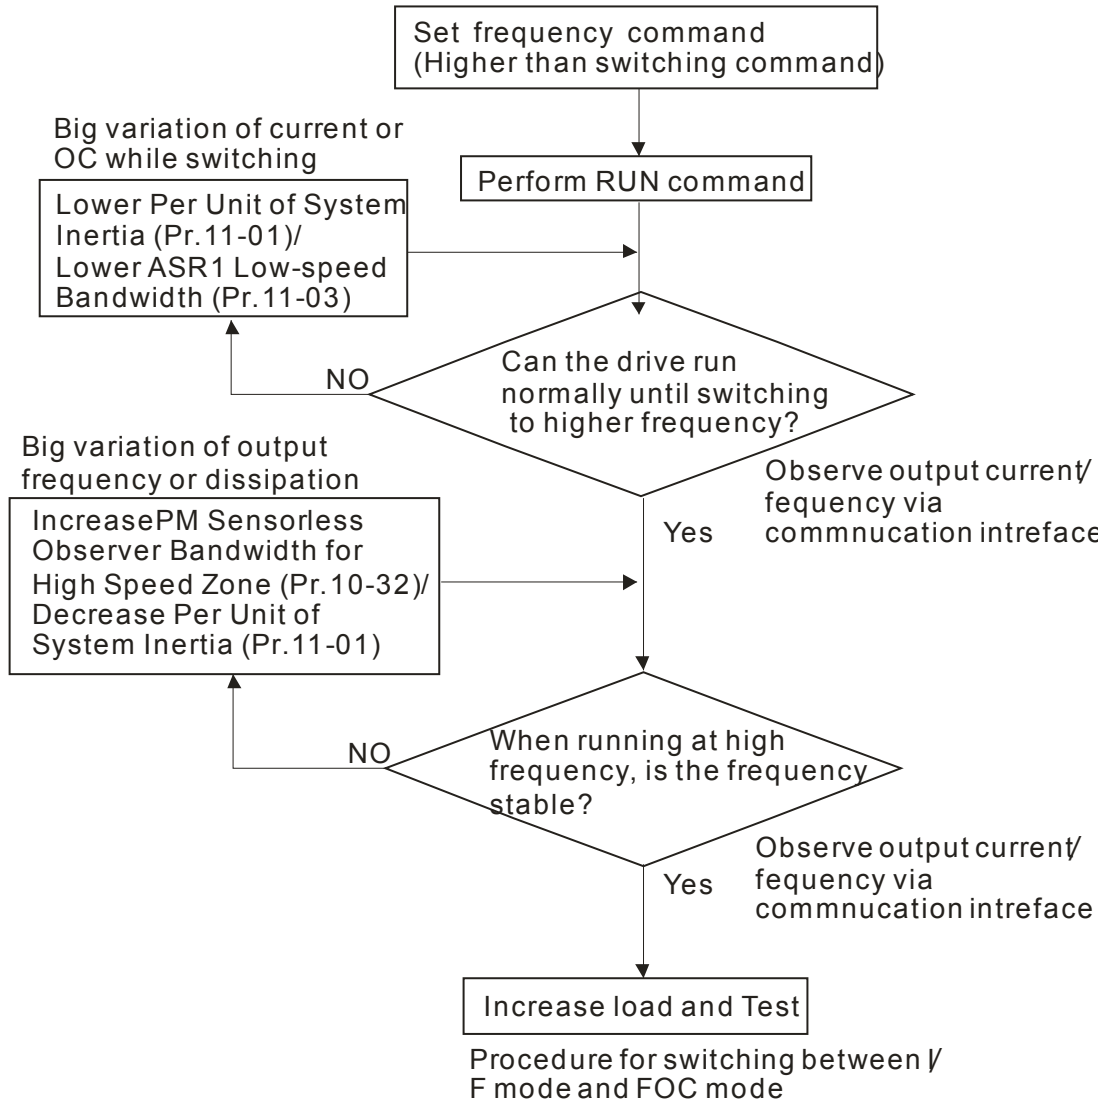 Set frequency command
(Higher than switching command)
Big variation of current or
OC while switching
Perform RUN command
Lower Per Unit of System
Inertia (Pr.11-01)/
Lower ASR1 Low-speed
Bandwidth (Pr.11-03)
Can the drive run
normally until switching
to higher frequency?
NO
Big variation of output
frequency or dissipation
Observe output current/
fequency via
commnucation intreface
Yes
IncreasePM Sensorless
Observer Bandwidth for
High Speed Zone (Pr.10-32)/
Decrease Per Unit of
System Inertia (Pr.11-01)
When running at high
frequency, is the frequency
stable?
NO
Observe output current/
fequency via
commnucation intreface
Yes
Increase load and Test
Procedure for switching between I/
F mode and FOC mode